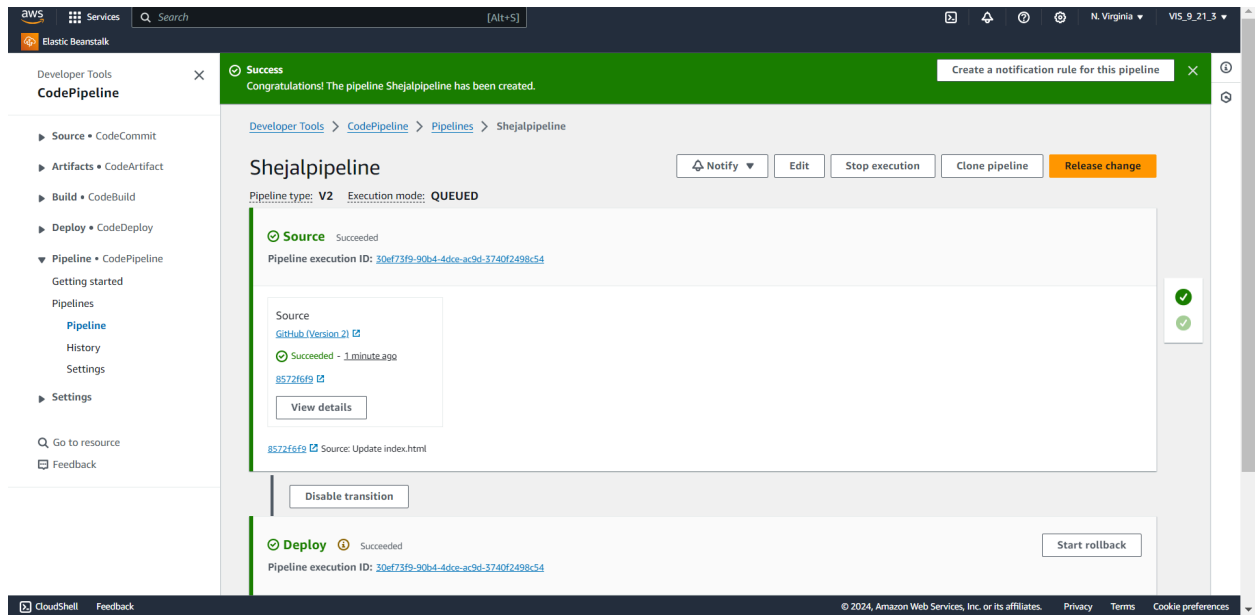 aws
Services
Search
[Alt+S]
N. Virginia
VIS_9_21_3
Elastic Beanstalk
Developer Tools
CodePipeline
Source • CodeCommit
Artifacts • CodeArtifact
Build • CodeBuild
Deploy • CodeDeploy
Pipeline • CodePipeline
Getting started
Pipelines
Pipeline
History
Settings
Settings
Go to resource
Feedback
Success
Congratulations! The pipeline Shejalpipeline has been created.
Create a notification rule for this pipeline
Developer Tools > CodePipeline > Pipelines > Shejalpipeline
Shejalpipeline
Notify
Edit
Stop execution
Clone pipeline
Release change
Pipeline type: V2 Execution mode: QUEUED
Source Succeeded
Pipeline execution ID: 30ef73f9-90b4-4dce-ac9d-3740f2498c54
Source
GitHub (Version 2)
Succeeded - 1 minute ago
8572f6f9
View details
8572f6f9 Source: Update index.html
Disable transition
Deploy Succeeded
Start rollback
Pipeline execution ID: 30ef73f9-90b4-4dce-ac9d-3740f2498c54
CloudShell Feedback
© 2024, Amazon Web Services, Inc. or its affiliates. Privacy Terms Cookie preferences